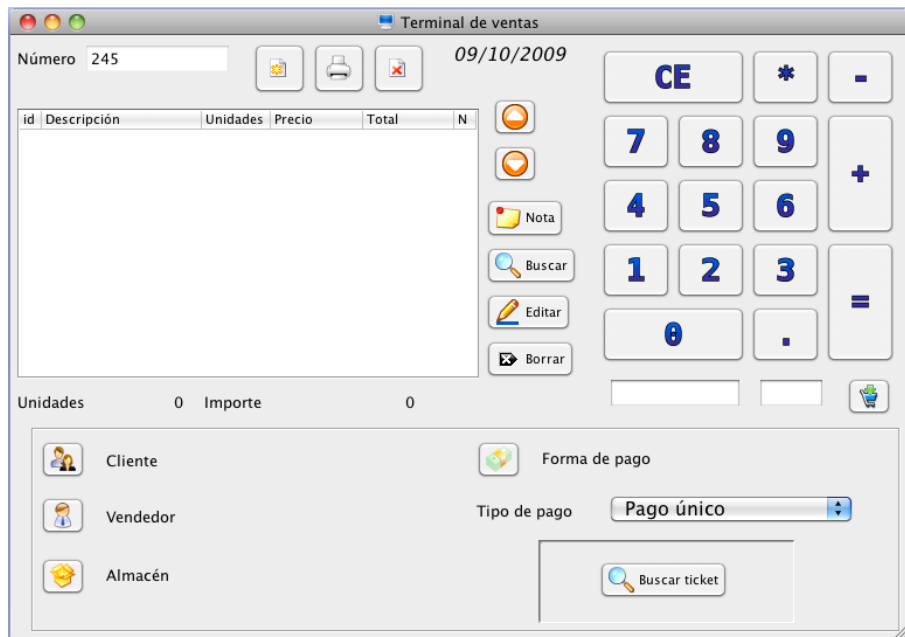 Terminal de ventas
Número 245
09/10/2009
CE * -
id Descripción Unidades Precio Total N
7 8 9 +
4 5 6
Nota
Buscar
1 2 3 =
Editar
0 .
Borrar
Unidades 0 Importe 0
Cliente
Forma de pago
Vendedor
Tipo de pago Pago único
Almacén
Buscar ticket